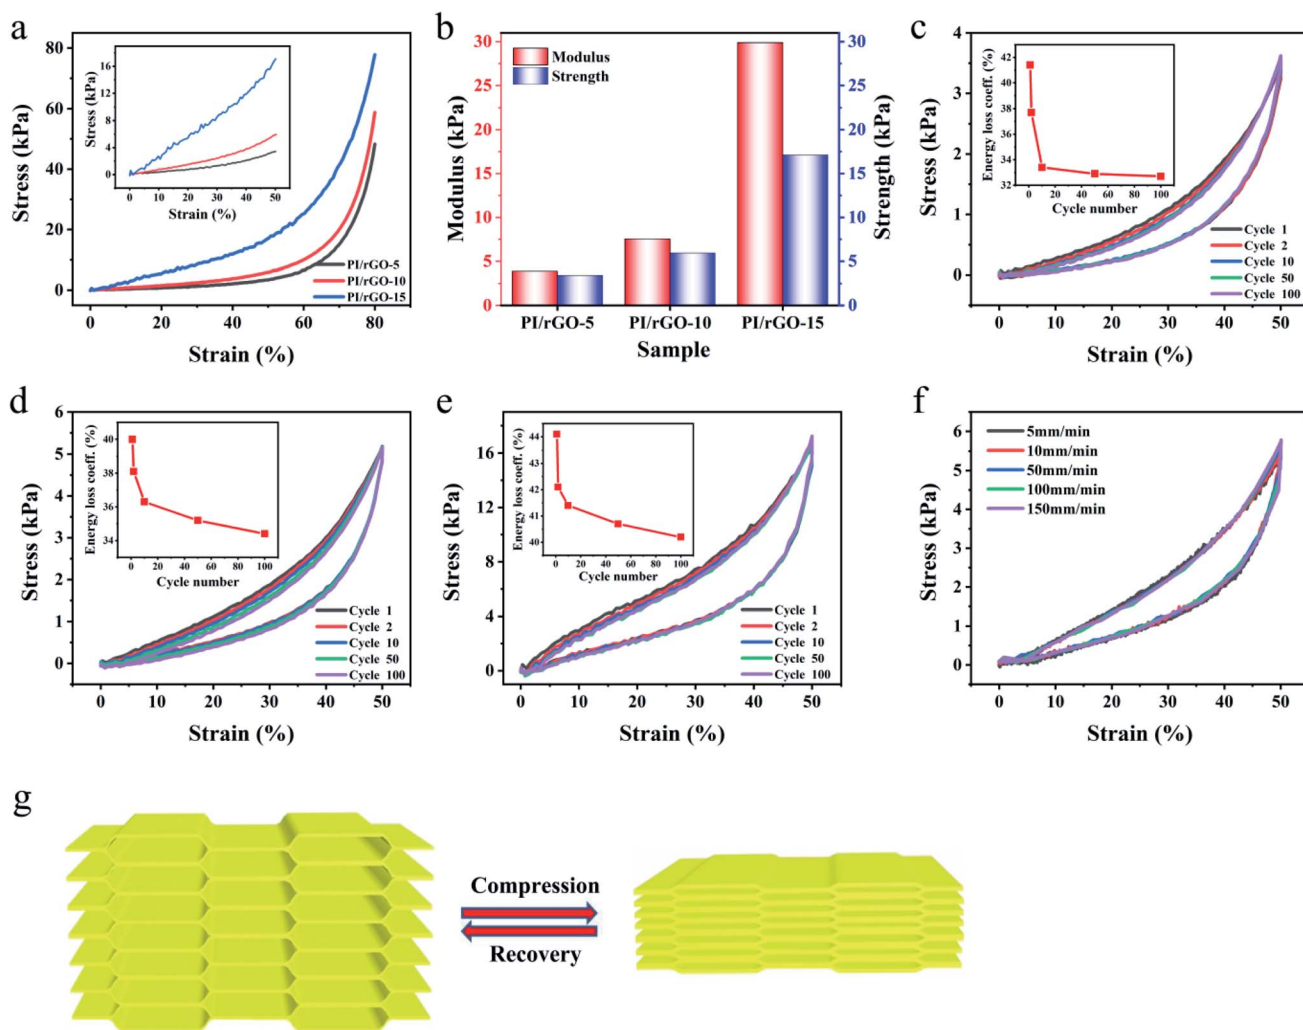 a
80
60
40
20
0
Stress (kPa)
0 20 40 60 80
Strain (%)
16
12
8
4
0
Stress (kPa)
0 10 20 30 40 50
Strain (%)
PI/rGO-5
PI/rGO-10
PI/rGO-15
b
30
25
20
15
10
5
0
Modulus (kPa)
Modulus
Strength
30
25
20
15
10
5
0
Strength (kPa)
PI/rGO-5 PI/rGO-10 PI/rGO-15
Sample
c
4
3
2
1
0
Stress (kPa)
0 10 20 30 40 50
Strain (%)
42
40
38
36
34
32
Energy loss coeff. (%)
0 20 40 60 80 100
Cycle number
Cycle 1
Cycle 2
Cycle 10
Cycle 50
Cycle 100
d
6
5
4
3
2
1
0
Stress (kPa)
0 10 20 30 40 50
Strain (%)
40
38
36
34
Energy loss coeff. (%)
0 20 40 60 80 100
Cycle number
Cycle 1
Cycle 2
Cycle 10
Cycle 50
Cycle 100
e
16
12
8
4
0
Stress (kPa)
0 10 20 30 40 50
Strain (%)
44
43
42
41
40
Energy loss coeff. (%)
0 20 40 60 80 100
Cycle number
Cycle 1
Cycle 2
Cycle 10
Cycle 50
Cycle 100
f
6
5
4
3
2
1
0
Stress (kPa)
0 10 20 30 40 50
Strain (%)
5mm/min
10mm/min
50mm/min
100mm/min
150mm/min
g
Compression
Recovery